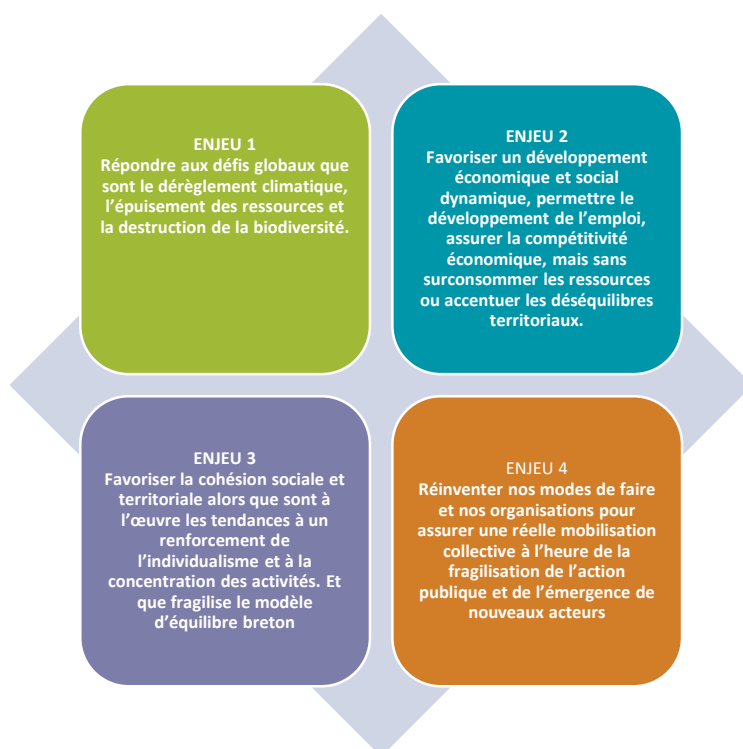 ENJEU 1
Répondre aux défis globaux que
sont le dérèglement climatique,
l’épuisement des ressources et
la destruction de la biodiversité.
ENJEU 2
Favoriser un développement
économique et social
dynamique, permettre le
développement de l’emploi,
assurer la compétitivité
économique, mais sans
surconsommer les ressources
ou accentuer les déséquilibres
territoriaux.
ENJEU 3
Favoriser la cohésion sociale et
territoriale alors que sont à
l’œuvre les tendances à un
renforcement de
l’individualisme et à la
concentration des activités. Et
que fragilise le modèle
d’équilibre breton
ENJEU 4
Réinventer nos modes de faire
et nos organisations pour
assurer une réelle mobilisation
collective à l’heure de la
fragilisation de l’action
publique et de l’émergence de
nouveaux acteurs